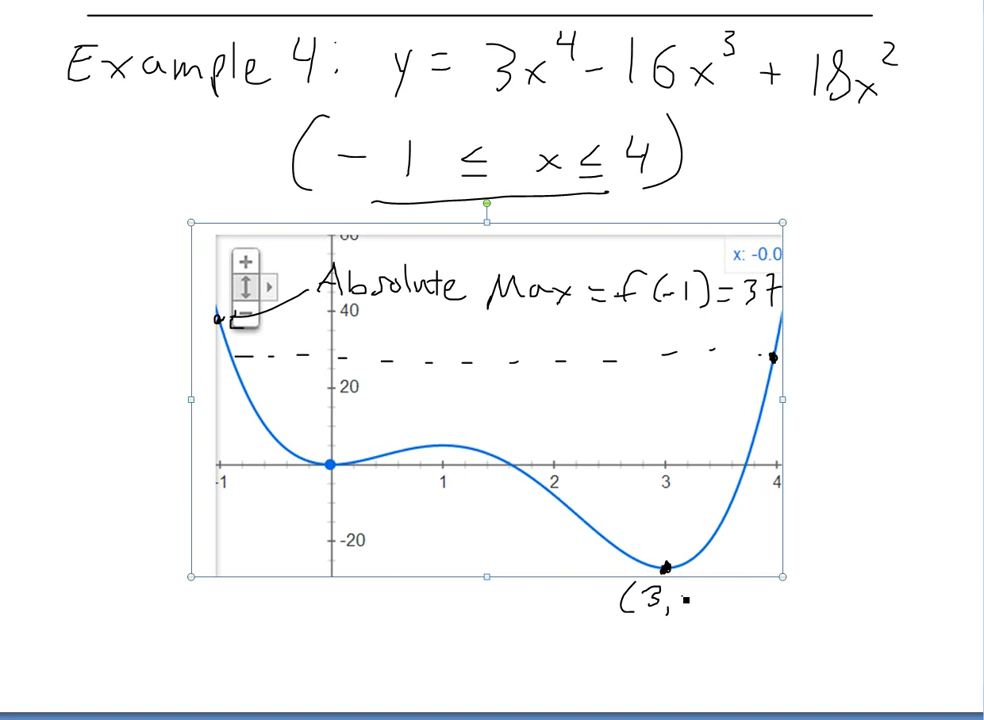 Example 4: y = 3x⁴ - 16x³ + 18x²
(-1 ≤ x ≤ 4)
x: -0.0
Absolute Max = f(-1) = 37
40
20
-1 1 2 3 4
-20
(3,